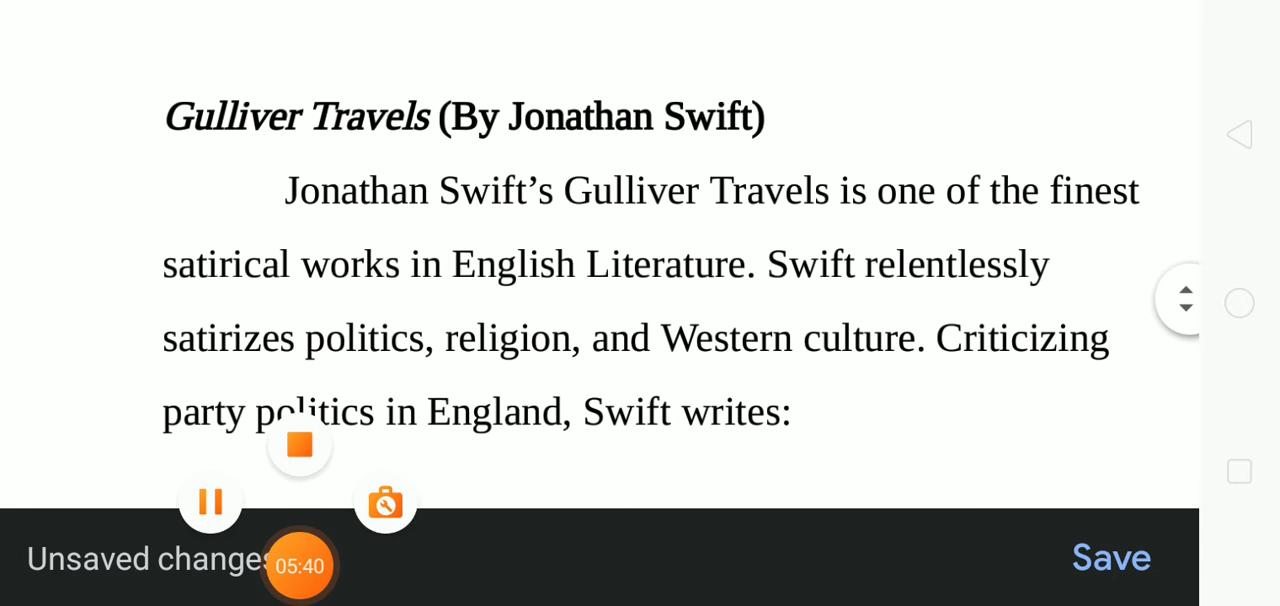 Gulliver Travels (By Jonathan Swift)
Jonathan Swift’s Gulliver Travels is one of the finest
satirical works in English Literature. Swift relentlessly
satirizes politics, religion, and Western culture. Criticizing
party politics in England, Swift writes:
Unsaved changes
05:40
Save